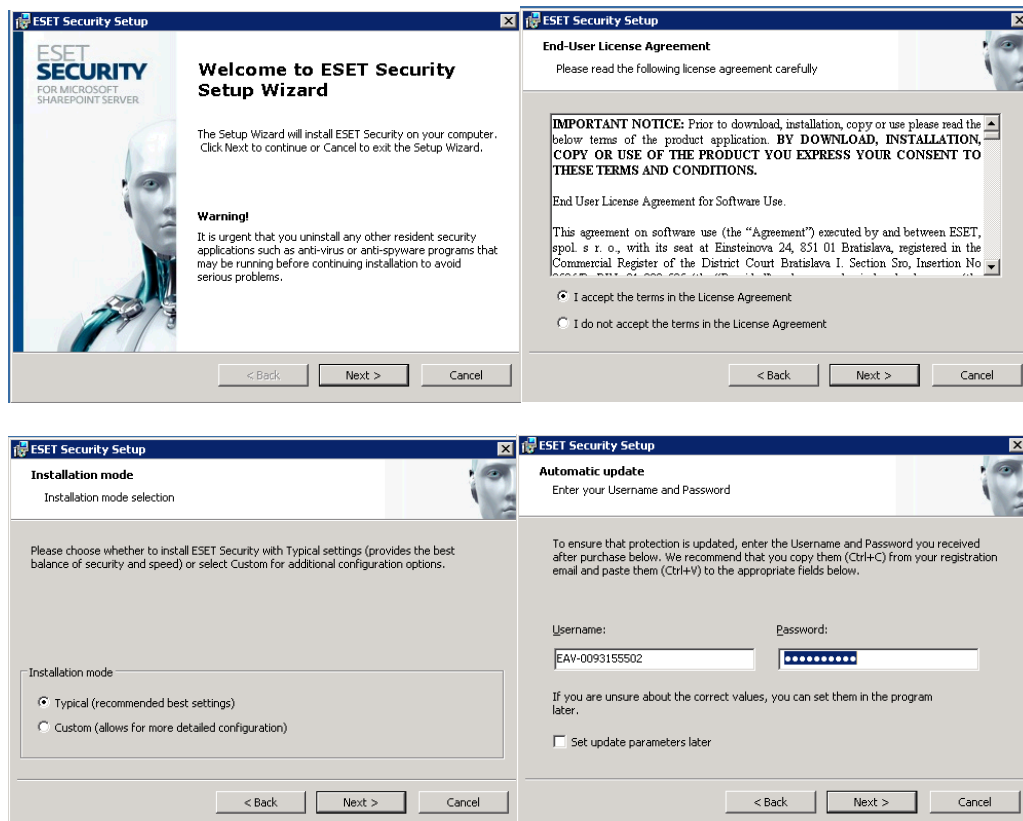 ESET Security Setup
ESET
SECURITY
FOR MICROSOFT
SHAREPOINT SERVER
Welcome to ESET Security
Setup Wizard
The Setup Wizard will install ESET Security on your computer.
Click Next to continue or Cancel to exit the Setup Wizard.
Warning!
It is urgent that you uninstall any other resident security
applications such as anti-virus or anti-spyware programs that
may be running before continuing installation to avoid
serious problems.
< Back
Next >
Cancel
ESET Security Setup
End-User License Agreement
Please read the following license agreement carefully
IMPORTANT NOTICE: Prior to download, installation, copy or use please read the
below terms of the product application. BY DOWNLOAD, INSTALLATION,
COPY OR USE OF THE PRODUCT YOU EXPRESS YOUR CONSENT TO
THESE TERMS AND CONDITIONS.
End User License Agreement for Software Use.
This agreement on software use (the “Agreement”) executed by and between ESET,
spol. s r. o., with its seat at Einsteinova 24, 851 01 Bratislava, registered in the
Commercial Register of the District Court Bratislava I. Section Sro, Insertion No
I accept the terms in the License Agreement
I do not accept the terms in the License Agreement
< Back
Next >
Cancel
ESET Security Setup
Installation mode
Installation mode selection
Please choose whether to install ESET Security with Typical settings (provides the best
balance of security and speed) or select Custom for additional configuration options.
Installation mode
Typical (recommended best settings)
Custom (allows for more detailed configuration)
< Back
Next >
Cancel
ESET Security Setup
Automatic update
Enter your Username and Password
To ensure that protection is updated, enter the Username and Password you received
after purchase below. We recommend that you copy them (Ctrl+C) from your registration
email and paste them (Ctrl+V) to the appropriate fields below.
Username:
Password:
EAV-0093155502
●●●●●●●●●●
If you are unsure about the correct values, you can set them in the program
later.
Set update parameters later
< Back
Next >
Cancel